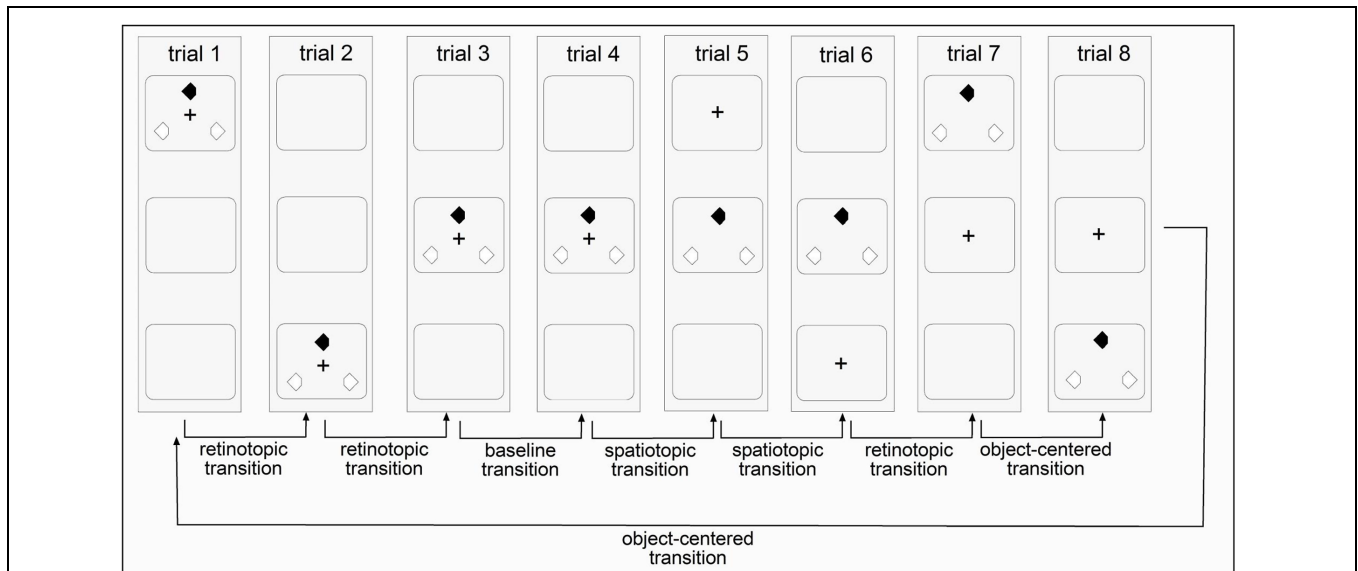 trial 1
trial 2
trial 3
trial 4
trial 5
trial 6
trial 7
trial 8
retinotopic
transition
retinotopic
transition
baseline
transition
spatiotopic
transition
spatiotopic
transition
retinotopic
transition
object-centered
transition
object-centered
transition